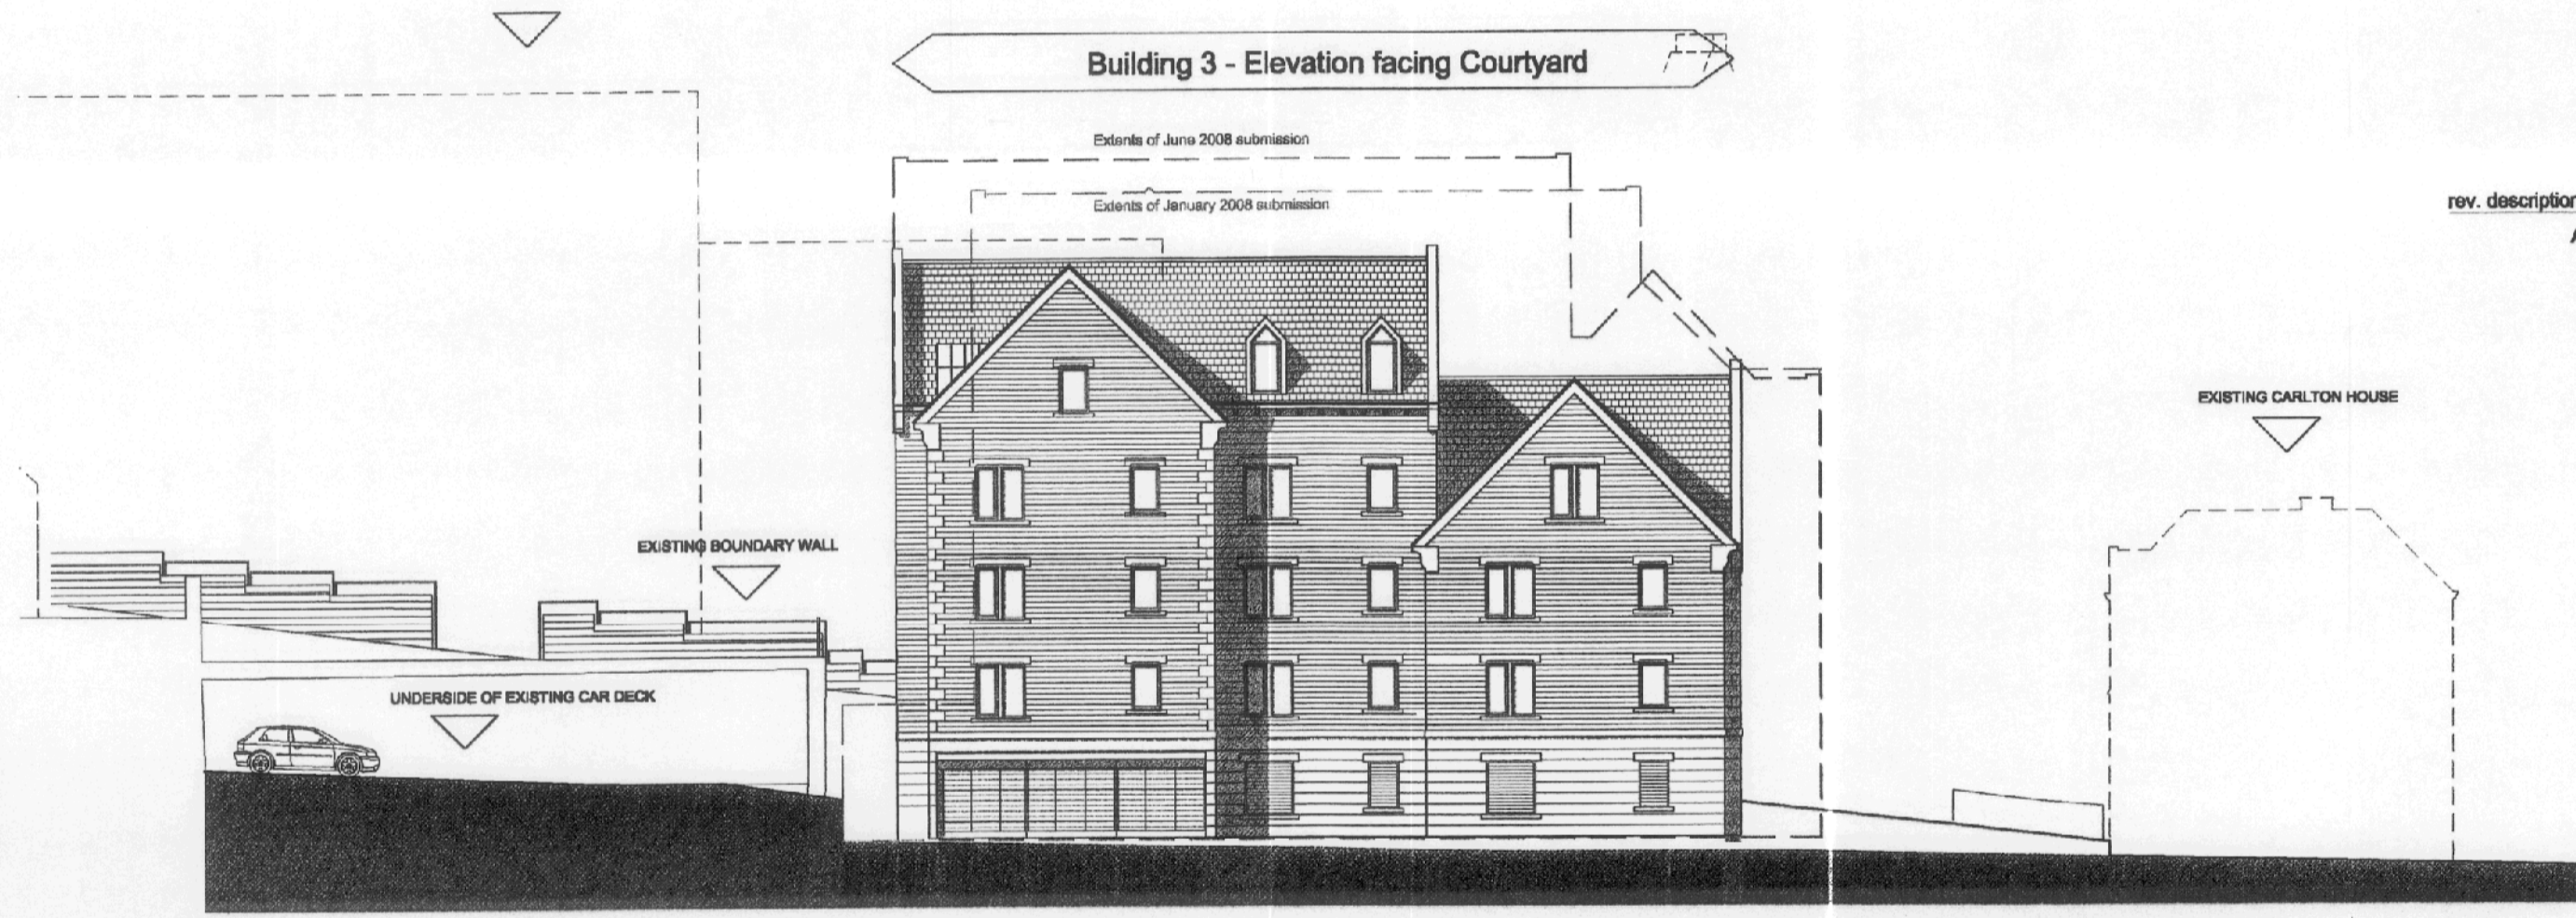 Building 3 - Elevation facing Courtyard
Extents of June 2008 submission
Extents of January 2008 submission
rev. description
EXISTING CARLTON HOUSE
EXISTING BOUNDARY WALL
UNDERSIDE OF EXISTING CAR DECK